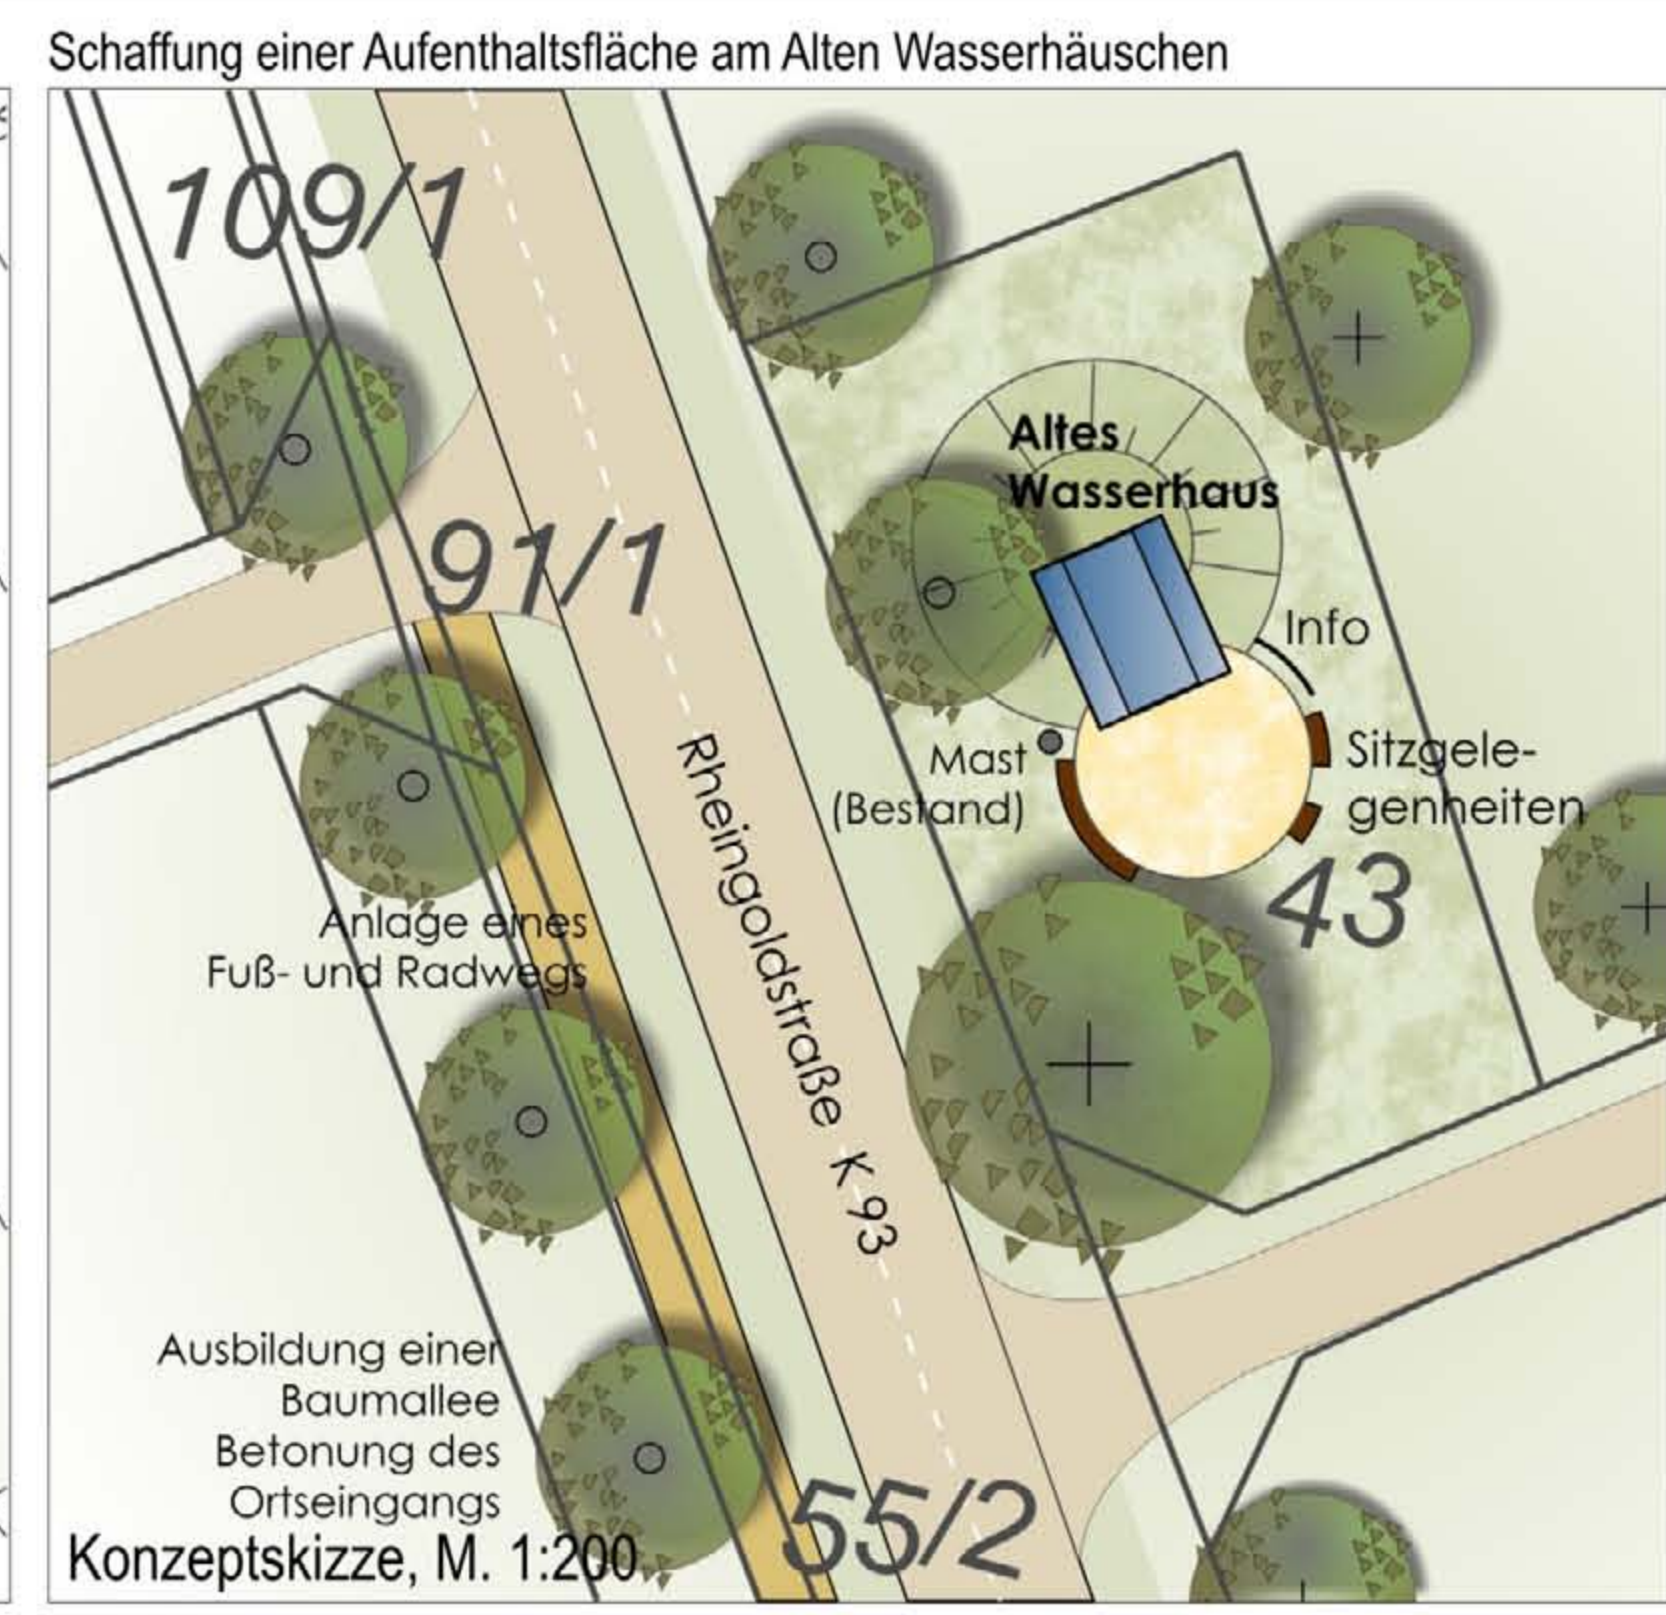 Schaffung einer Aufenthaltsfläche am Alten Wasserhäuschen
109/1
91/1
Altes
Wasserhaus
Info
Mast
(Bestand)
Sitzgele-
genheiten
43
Rheingoldstraße K 93
Anlage eines
Fuß- und Radwegs
Ausbildung einer
Baumallee
Betonung des
Ortseingangs
55/2
Konzeptskizze, M. 1:200